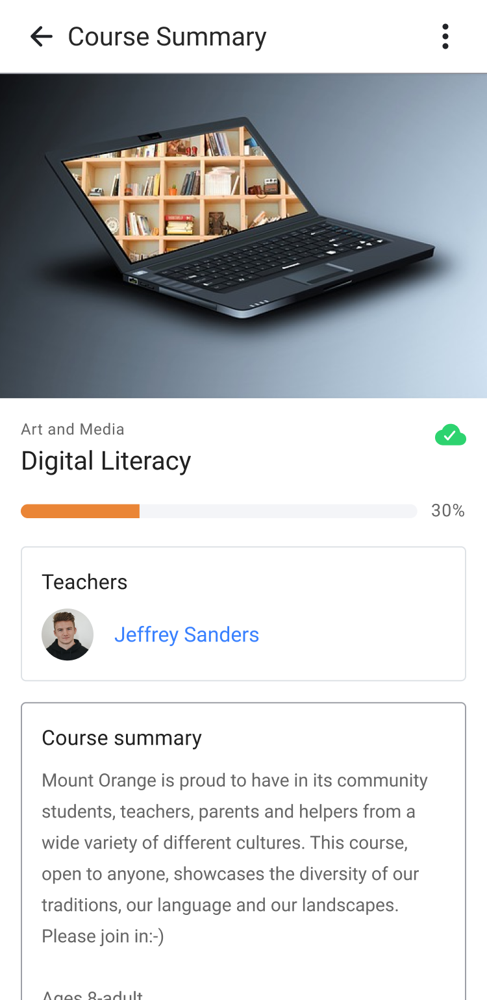 Course Summary
Art and Media
Digital Literacy
30%
Teachers
Jeffrey Sanders
Course summary
Mount Orange is proud to have in its community
students, teachers, parents and helpers from a
wide variety of different cultures. This course,
open to anyone, showcases the diversity of our
traditions, our language and our landscapes.
Please join in:-)
Ages 8-adult